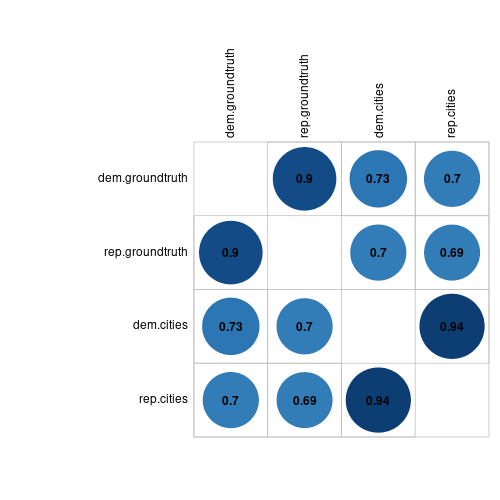 dem.groundtruth rep.groundtruth dem.cities rep.cities
dem.groundtruth 0.9 0.73 0.7
rep.groundtruth 0.9 0.7 0.69
dem.cities 0.73 0.7 0.94
rep.cities 0.7 0.69 0.94